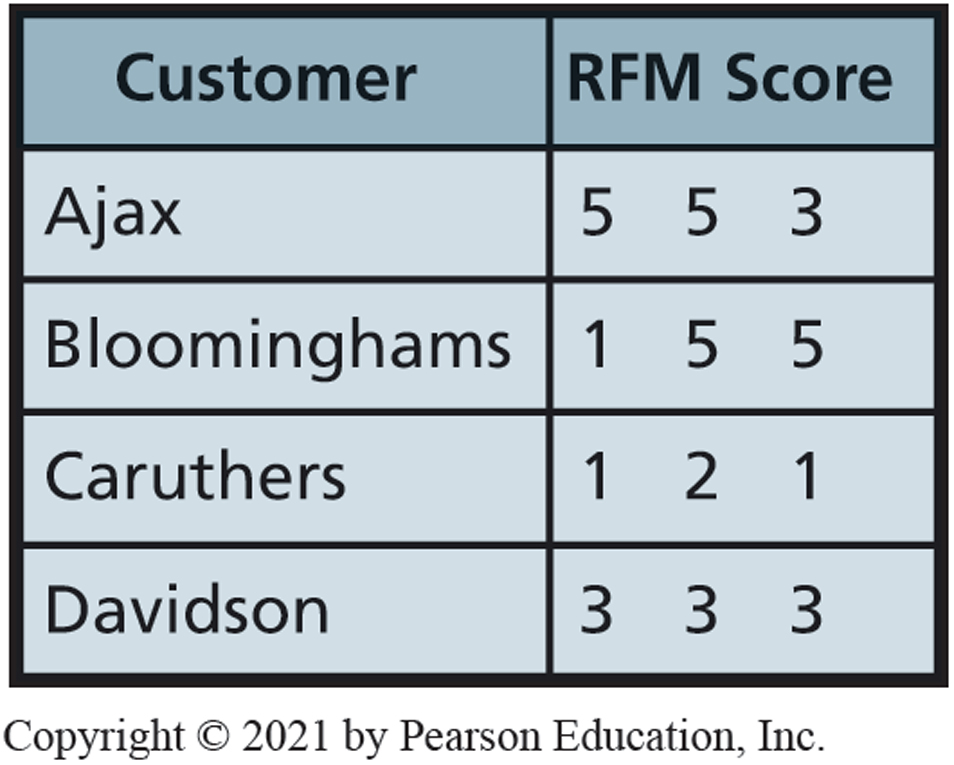 Customer RFM Score
Ajax 5 5 3
Bloominghams 1 5 5
Caruthers 1 2 1
Davidson 3 3 3
Copyright © 2021 by Pearson Education, Inc.